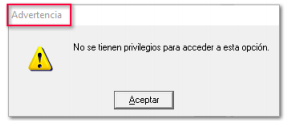 Advertencia
No se tienen privilegios para acceder a esta opción.
Aceptar